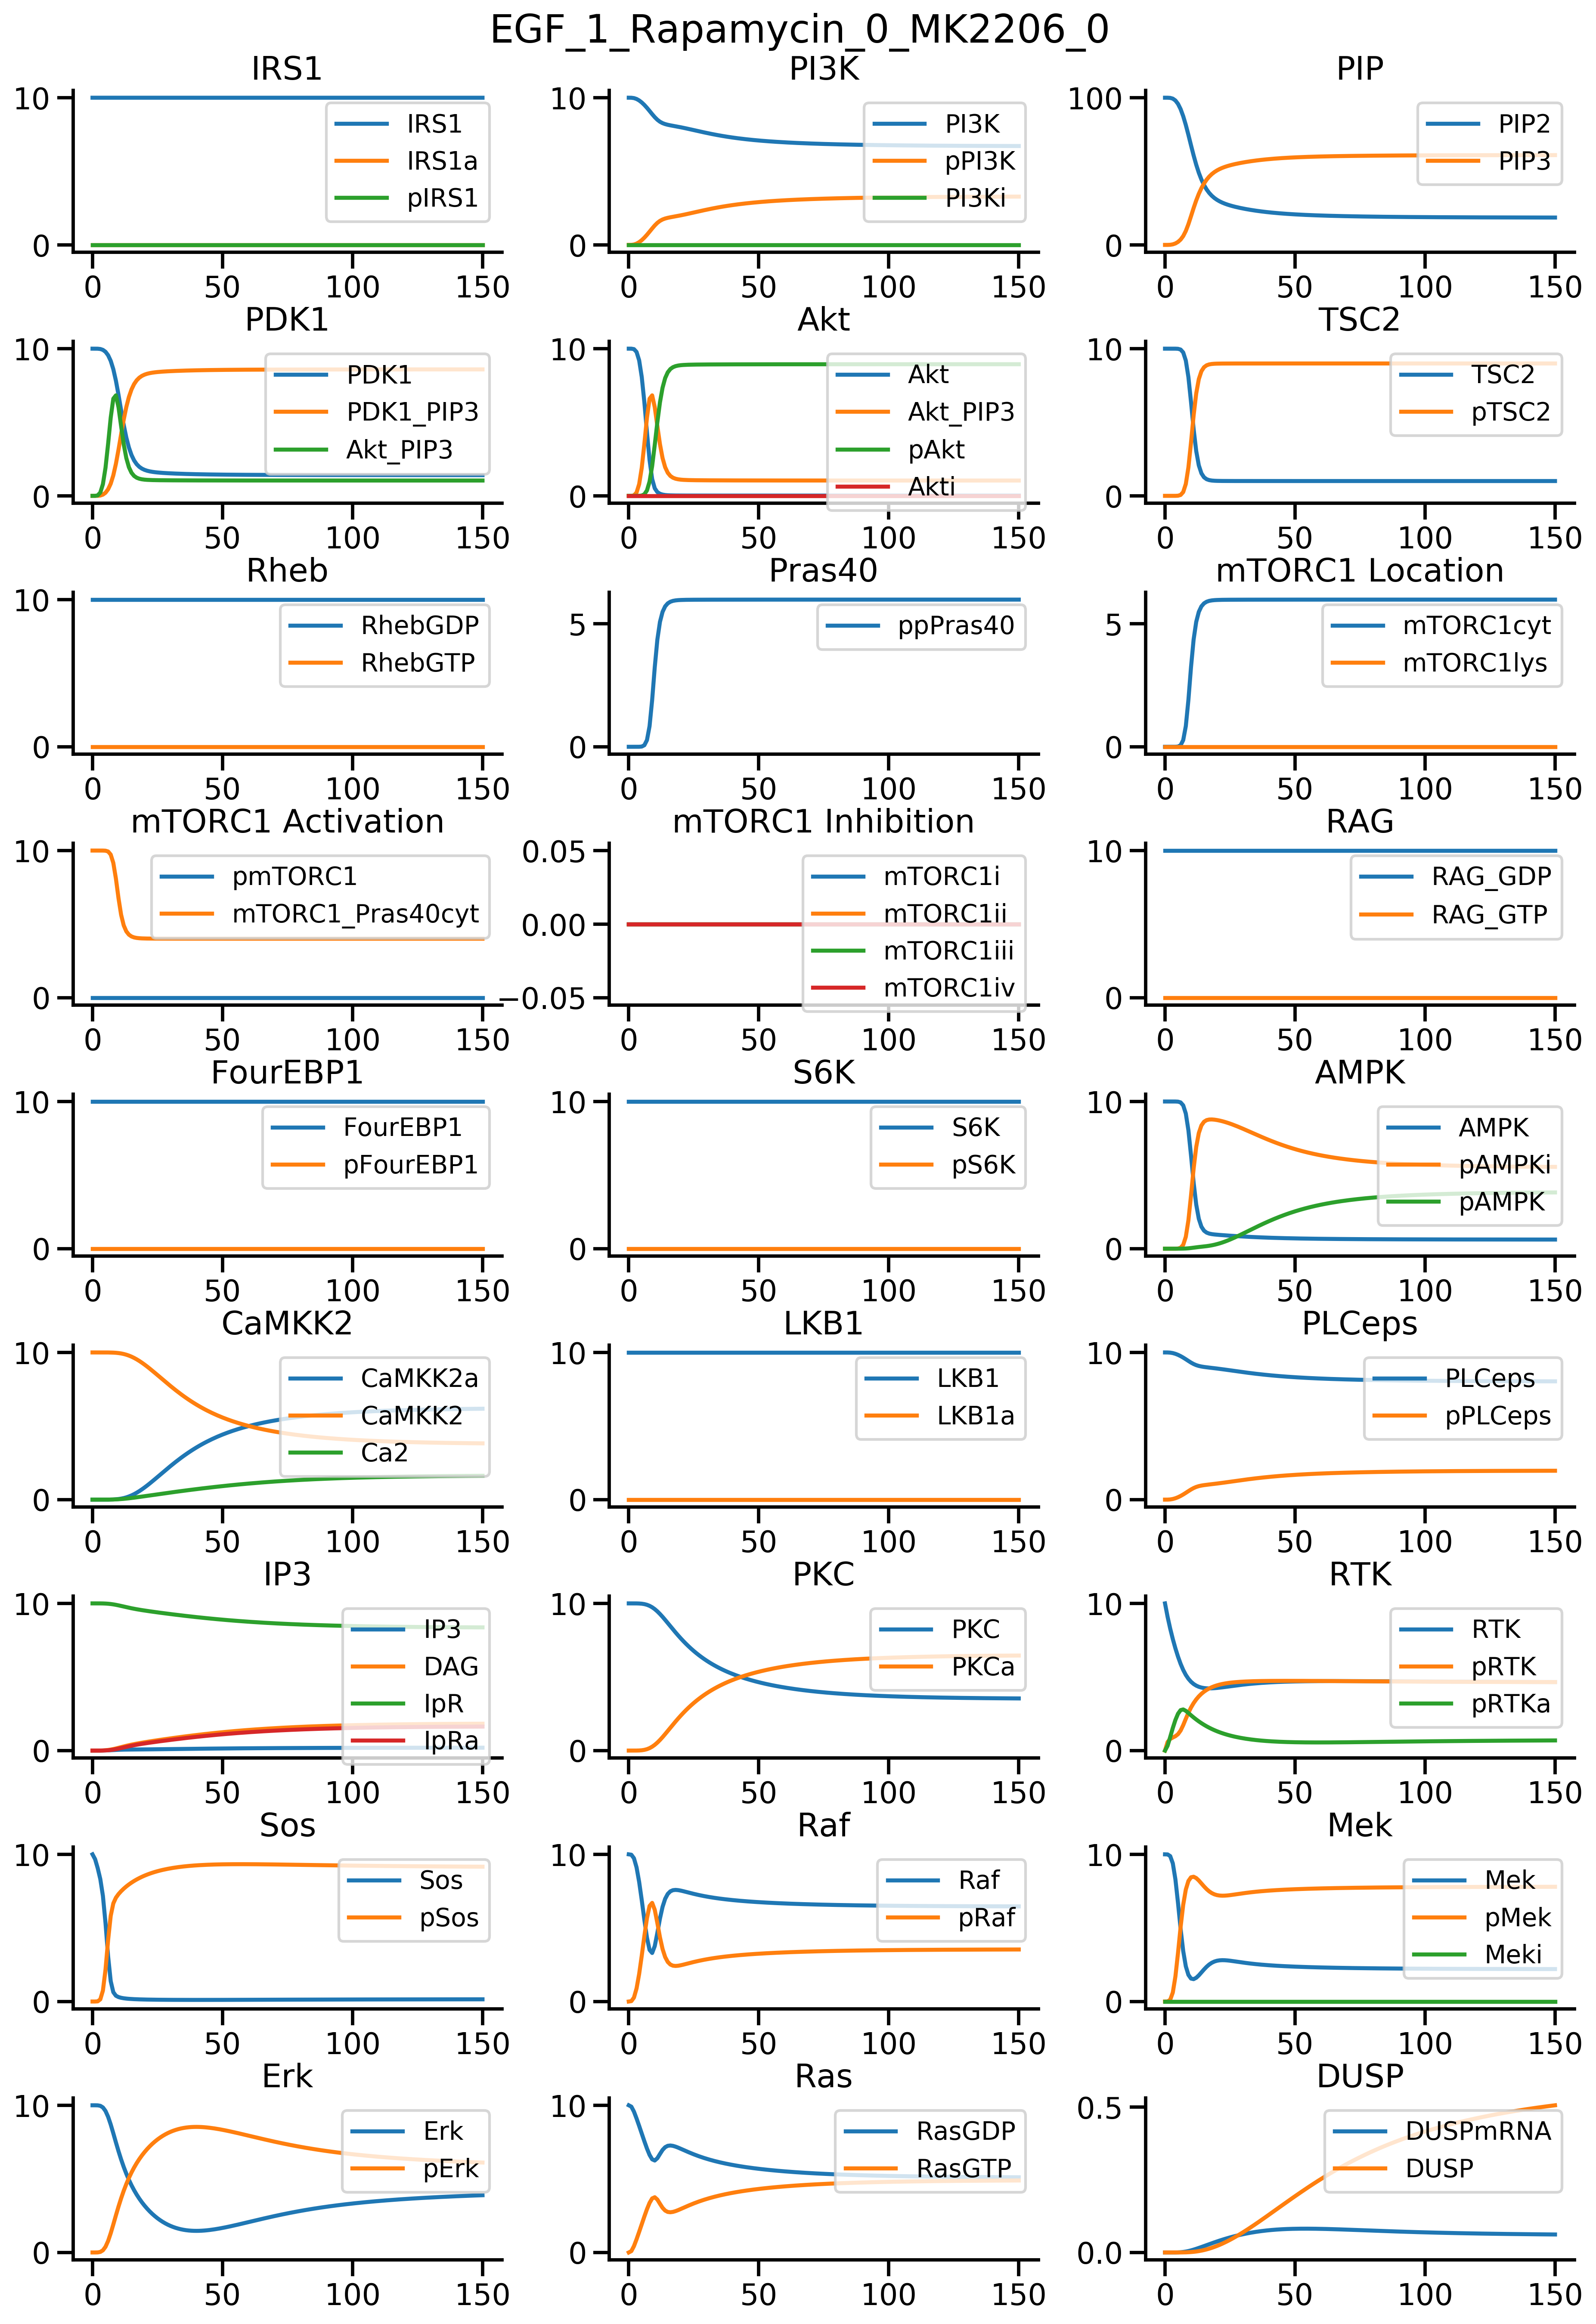 EGF_1_Rapamycin_0_MK2206_0
IRS1
10
0
0 50 100 150
IRS1
IRS1a
pIRS1
PI3K
10
0
0 50 100 150
PI3K
pPI3K
PI3Ki
PIP
100
0
0 50 100 150
PIP2
PIP3
PDK1
10
0
0 50 100 150
PDK1
PDK1_PIP3
Akt_PIP3
Akt
10
0
0 50 100 150
Akt
Akt_PIP3
pAkt
Akti
TSC2
10
0
0 50 100 150
TSC2
pTSC2
Rheb
10
0
0 50 100 150
RhebGDP
RhebGTP
Pras40
5
0
0 50 100 150
ppPras40
mTORC1 Location
5
0
0 50 100 150
mTORC1cyt
mTORC1lys
mTORC1 Activation
10
0
0 50 100 150
pmTORC1
mTORC1_Pras40cyt
mTORC1 Inhibition
0.05
0.00
−0.05
0 50 100 150
mTORC1i
mTORC1ii
mTORC1iii
mTORC1iv
RAG
10
0
0 50 100 150
RAG_GDP
RAG_GTP
FourEBP1
10
0
0 50 100 150
FourEBP1
pFourEBP1
S6K
10
0
0 50 100 150
S6K
pS6K
AMPK
10
0
0 50 100 150
AMPK
pAMPKi
pAMPK
CaMKK2
10
0
0 50 100 150
CaMKK2a
CaMKK2
Ca2
LKB1
10
0
0 50 100 150
LKB1
LKB1a
PLCeps
10
0
0 50 100 150
PLCeps
pPLCeps
IP3
10
0
0 50 100 150
IP3
DAG
IpR
IpRa
PKC
10
0
0 50 100 150
PKC
PKCa
RTK
10
0
0 50 100 150
RTK
pRTK
pRTKa
Sos
10
0
0 50 100 150
Sos
pSos
Raf
10
0
0 50 100 150
Raf
pRaf
Mek
10
0
0 50 100 150
Mek
pMek
Meki
Erk
10
0
0 50 100 150
Erk
pErk
Ras
10
0
0 50 100 150
RasGDP
RasGTP
DUSP
0.5
0.0
0 50 100 150
DUSPmRNA
DUSP